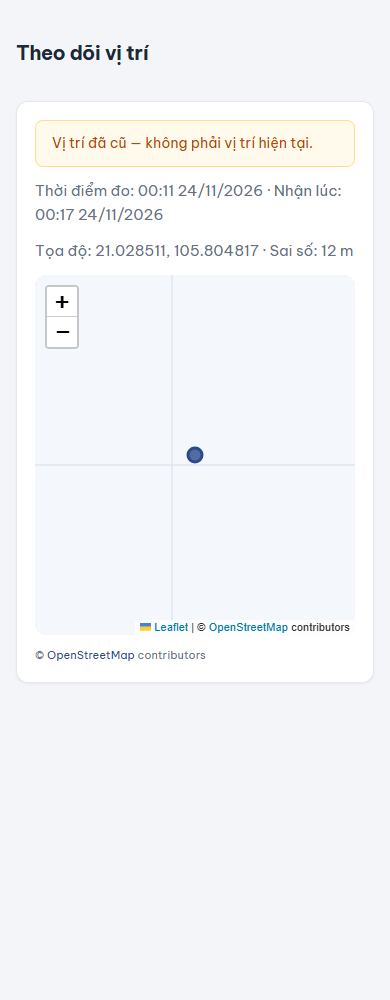 Theo dõi vị trí
Vị trí đã cũ — không phải vị trí hiện tại.
Thời điểm đo: 00:11 24/11/2026 · Nhận lúc:
00:17 24/11/2026
Tọa độ: 21.028511, 105.804817 · Sai số: 12 m
+
−
Leaflet | © OpenStreetMap contributors
© OpenStreetMap contributors